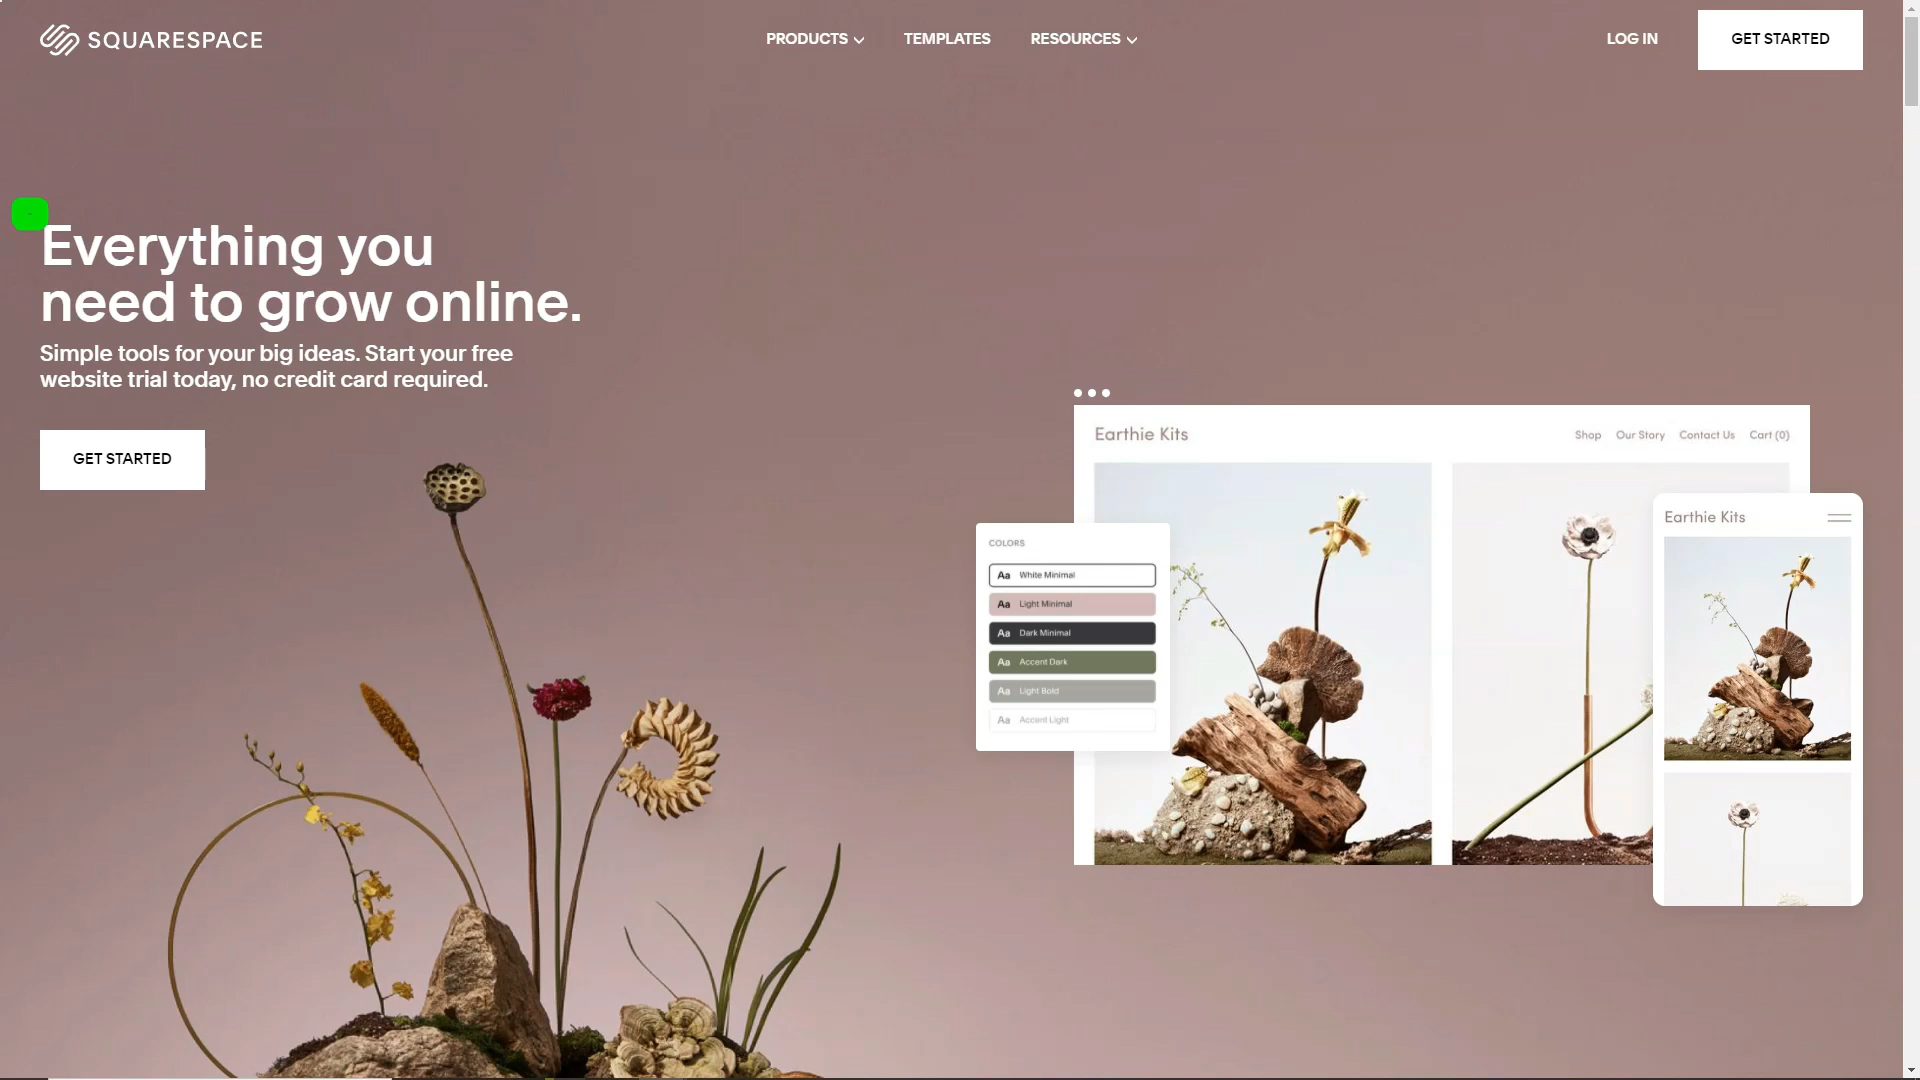 SQUARESPACE
PRODUCTS
TEMPLATES
RESOURCES
LOG IN
GET STARTED
Everything you
need to grow online.
Simple tools for your big ideas. Start your free
website trial today, no credit card required.
GET STARTED
Earthie Kits
Shop
Our Story
Contact Us
Cart (0)
COLORS
Aa White Minimal
Aa Light Minimal
Aa Dark Minimal
Aa Accent Dark
Aa Light Bold
Aa Accent Light
Earthie Kits